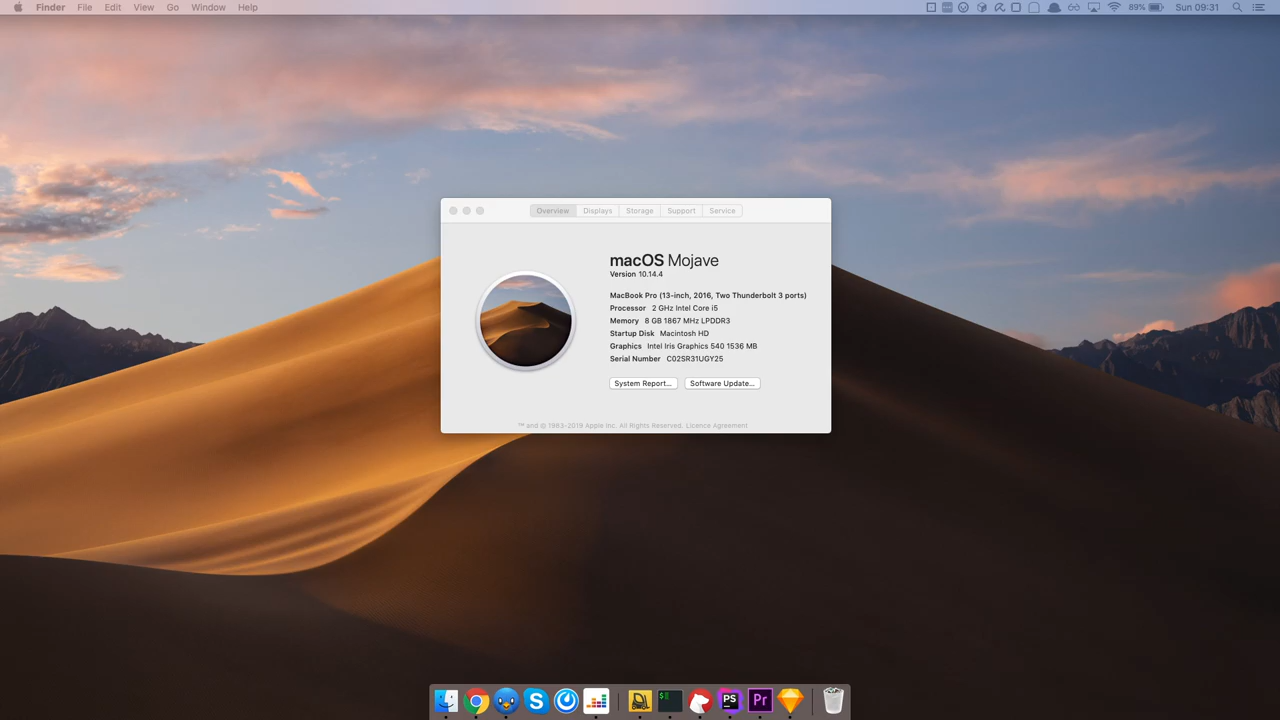 Finder File Edit View Go Window Help 89% Sun 09:31
Overview Displays Storage Support Service
macOS Mojave
Version 10.14.4
MacBook Pro (13-inch, 2016, Two Thunderbolt 3 ports)
Processor 2 GHz Intel Core i5
Memory 8 GB 1867 MHz LPDDR3
Startup Disk Macintosh HD
Graphics Intel Iris Graphics 540 1536 MB
Serial Number C02SR31UGY25
System Report... Software Update...
™ and © 1983-2019 Apple Inc. All Rights Reserved. Licence Agreement
S $ PS Pr